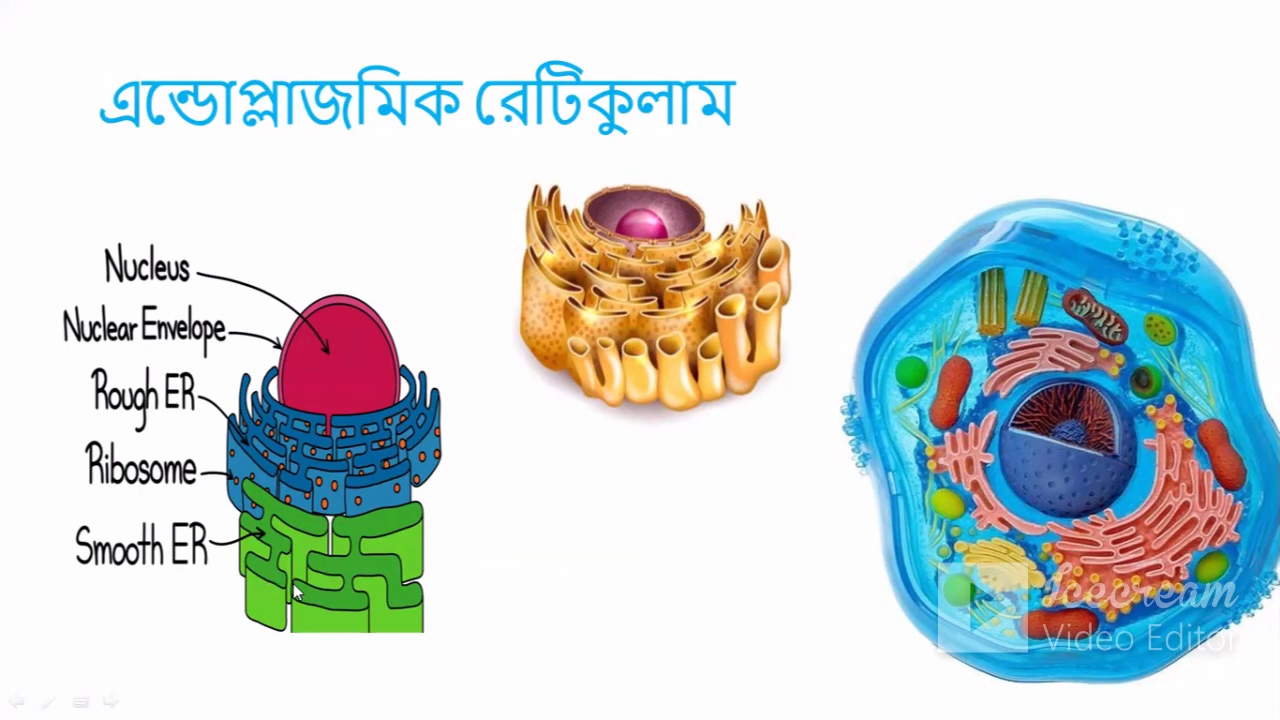 এন্ডোপ্লাজমিক রেটিকুলাম
Nucleus
Nuclear Envelope
Rough ER
Ribosome
Smooth ER
Icecream
Video Editor